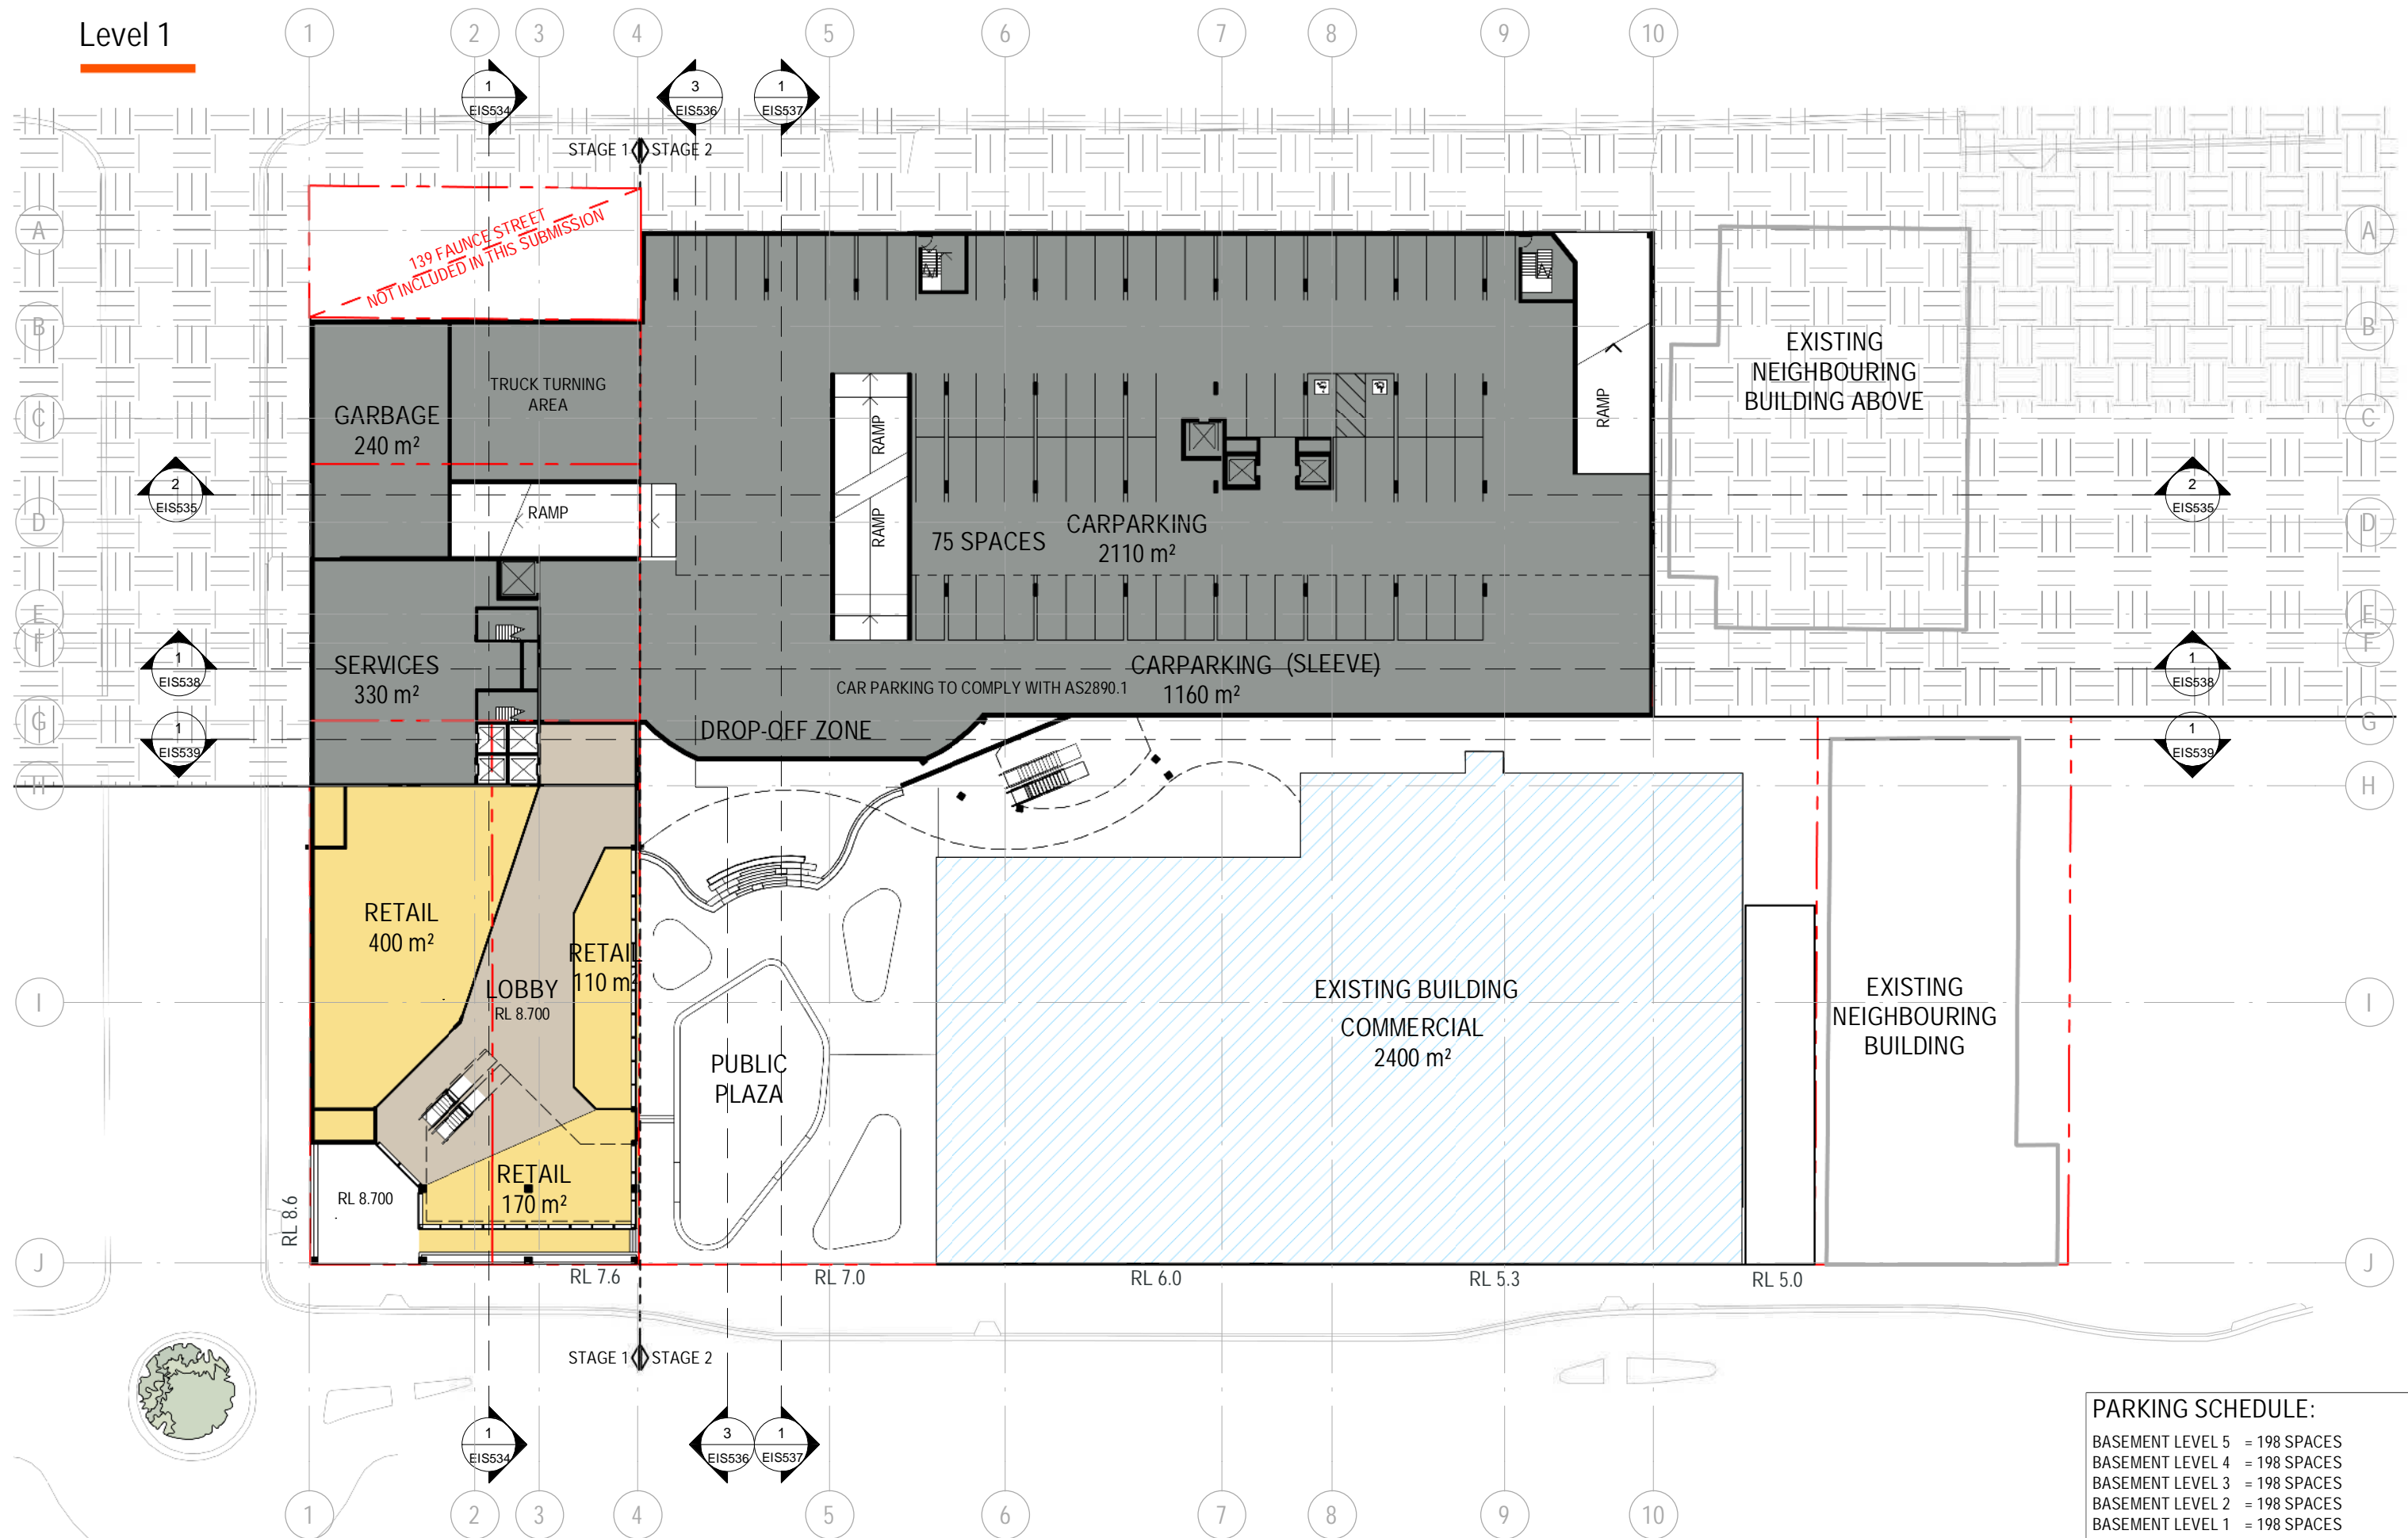 Level 1
1 2 3 4 5 6 7 8 9 10
1
EIS534
3
EIS536
1
EIS537
STAGE 1 STAGE 2
139 FAUNCE STREET
NOT INCLUDED IN THIS SUBMISSION
A A
B B
EXISTING
NEIGHBOURING
BUILDING ABOVE
TRUCK TURNING
AREA
GARBAGE
240 m²
RAMP
RAMP
C C
2
EIS535
2
EIS535
RAMP
RAMP
D D
75 SPACES
CARPARKING
2110 m²
E E
F F
1
EIS538
1
EIS538
SERVICES
330 m²
CARPARKING (SLEEVE)
1160 m²
CAR PARKING TO COMPLY WITH AS2890.1
DROP-OFF ZONE
G G
1
EIS539
1
EIS539
H H
RETAIL
400 m²
RETAIL
110 m²
LOBBY
RL 8.700
I I
EXISTING BUILDING
COMMERCIAL
2400 m²
EXISTING
NEIGHBOURING
BUILDING
PUBLIC
PLAZA
RETAIL
170 m²
RL 8.700
RL 8.6
J J
RL 7.6 RL 7.0 RL 6.0 RL 5.3 RL 5.0
STAGE 1 STAGE 2
1
EIS534
3
EIS536
1
EIS537
1 2 3 4 5 6 7 8 9 10
PARKING SCHEDULE:
BASEMENT LEVEL 5 = 198 SPACES
BASEMENT LEVEL 4 = 198 SPACES
BASEMENT LEVEL 3 = 198 SPACES
BASEMENT LEVEL 2 = 198 SPACES
BASEMENT LEVEL 1 = 198 SPACES